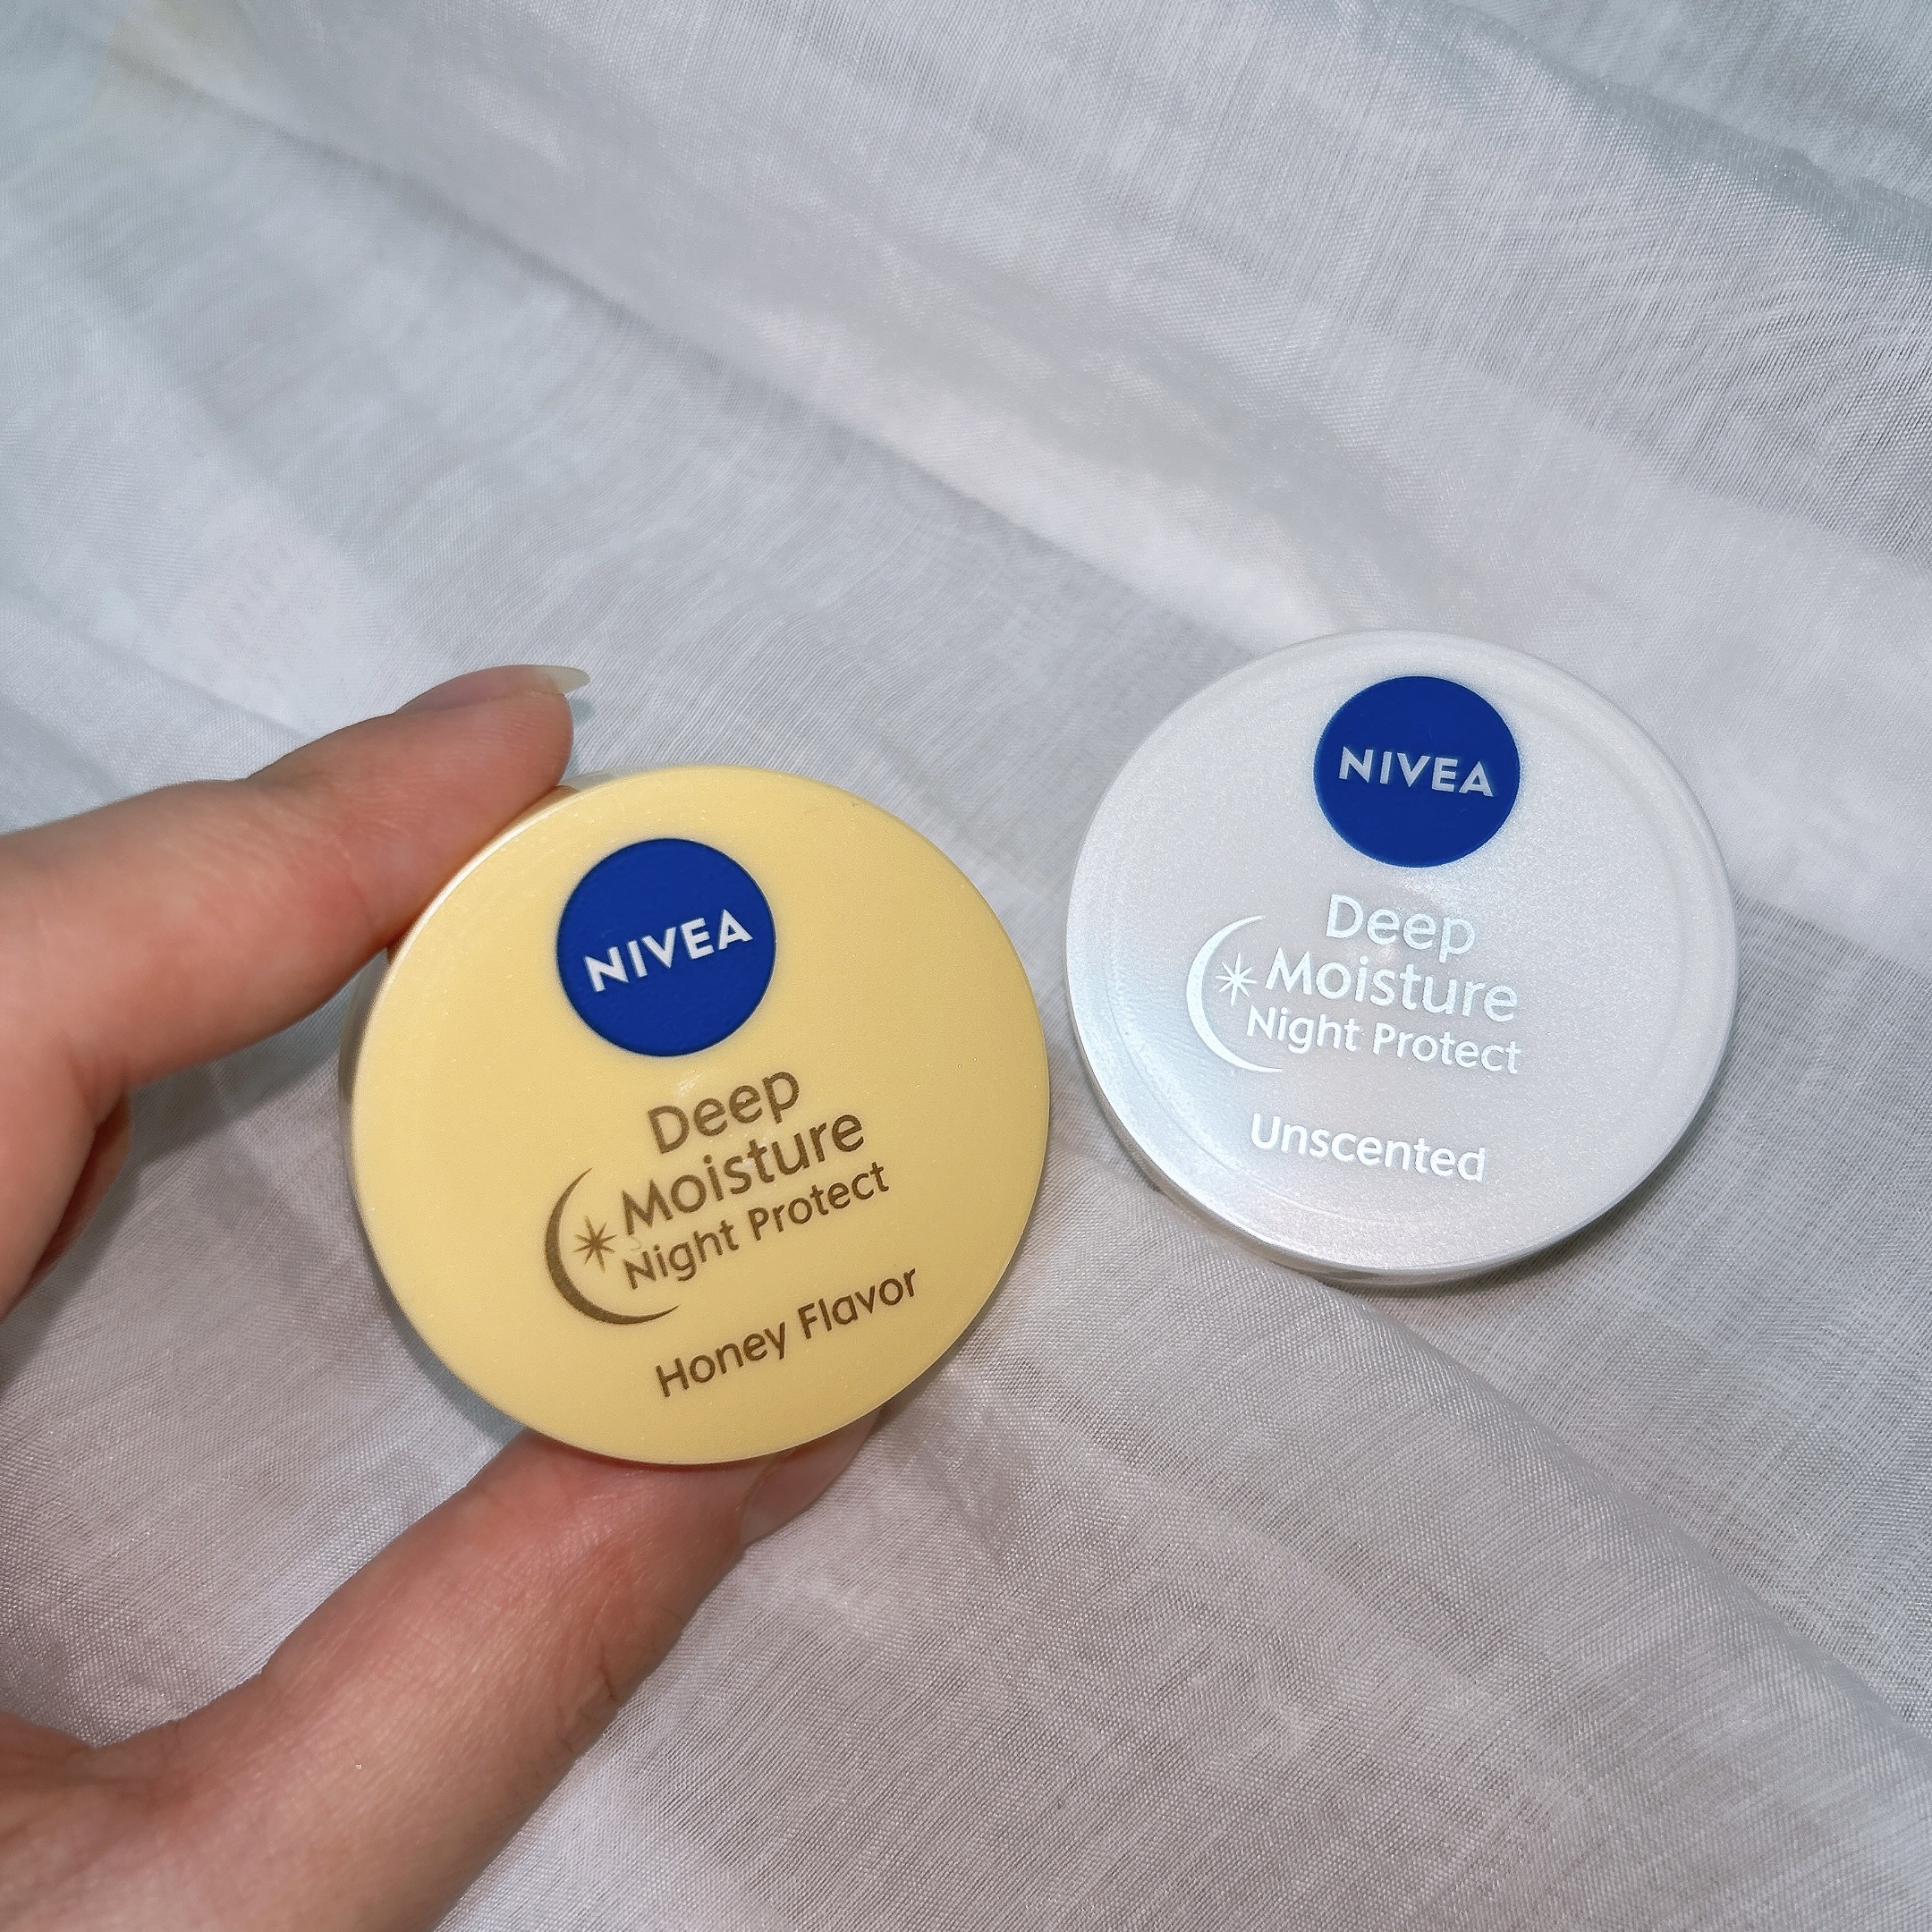 NIVEA
Deep
Moisture
Night Protect
Honey Flavor
NIVEA
Deep
Moisture
Night Protect
Unscented